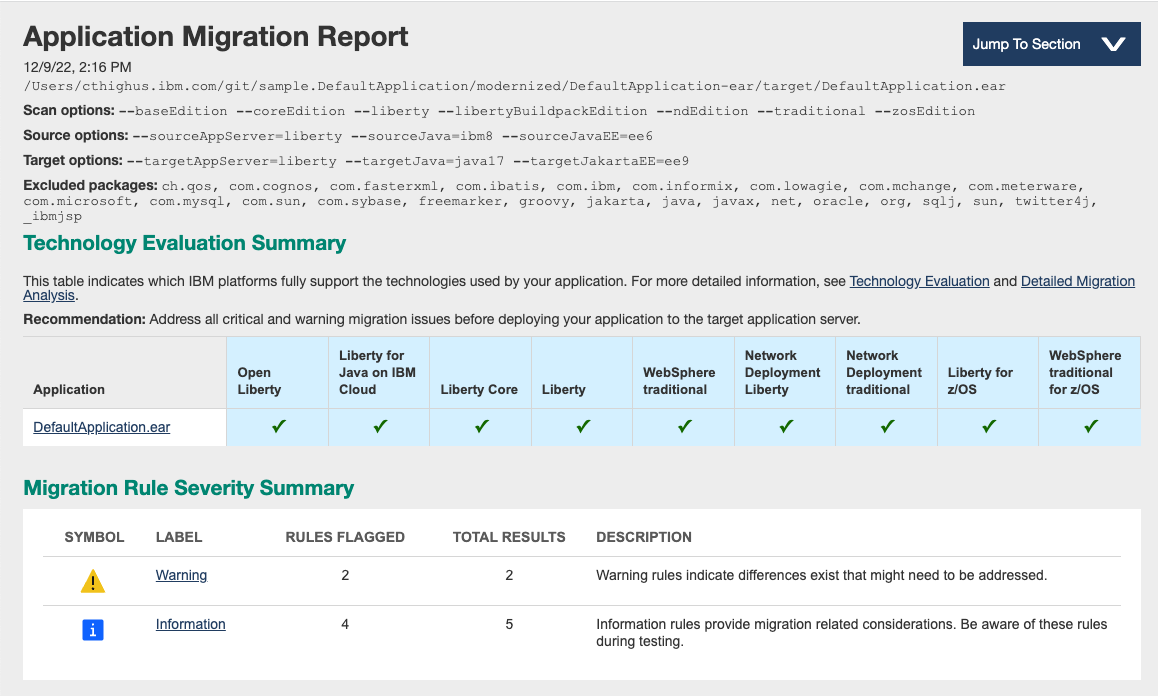 Application Migration Report
Jump To Section
12/9/22, 2:16 PM
/Users/cthighus.ibm.com/git/sample.DefaultApplication/modernized/DefaultApplication-ear/target/DefaultApplication.ear
Scan options: --baseEdition --coreEdition --liberty --libertyBuildpackEdition --ndEdition --traditional --zosEdition
Source options: --sourceAppServer=liberty --sourceJava=ibm8 --sourceJavaEE=ee6
Target options: --targetAppServer=liberty --targetJava=java17 --targetJakartaEE=ee9
Excluded packages: ch.qos, com.cognos, com.fasterxml, com.ibatis, com.ibm, com.informix, com.lowagie, com.mchange, com.meterware,
com.microsoft, com.mysql, com.sun, com.sybase, freemarker, groovy, jakarta, java, javax, net, oracle, org, sqlj, sun, twitter4j,
_ibmjsp
Technology Evaluation Summary
This table indicates which IBM platforms fully support the technologies used by your application. For more detailed information, see Technology Evaluation and Detailed Migration
Analysis.
Recommendation: Address all critical and warning migration issues before deploying your application to the target application server.
Application
Open
Liberty
Liberty for
Java on IBM
Cloud
Liberty Core
Liberty
WebSphere
traditional
Network
Deployment
Liberty
Network
Deployment
traditional
Liberty for
z/OS
WebSphere
traditional
for z/OS
DefaultApplication.ear ✓ ✓ ✓ ✓ ✓ ✓ ✓ ✓ ✓
Migration Rule Severity Summary
SYMBOL LABEL RULES FLAGGED TOTAL RESULTS DESCRIPTION
Warning 2 2 Warning rules indicate differences exist that might need to be addressed.
Information 4 5 Information rules provide migration related considerations. Be aware of these rules
during testing.